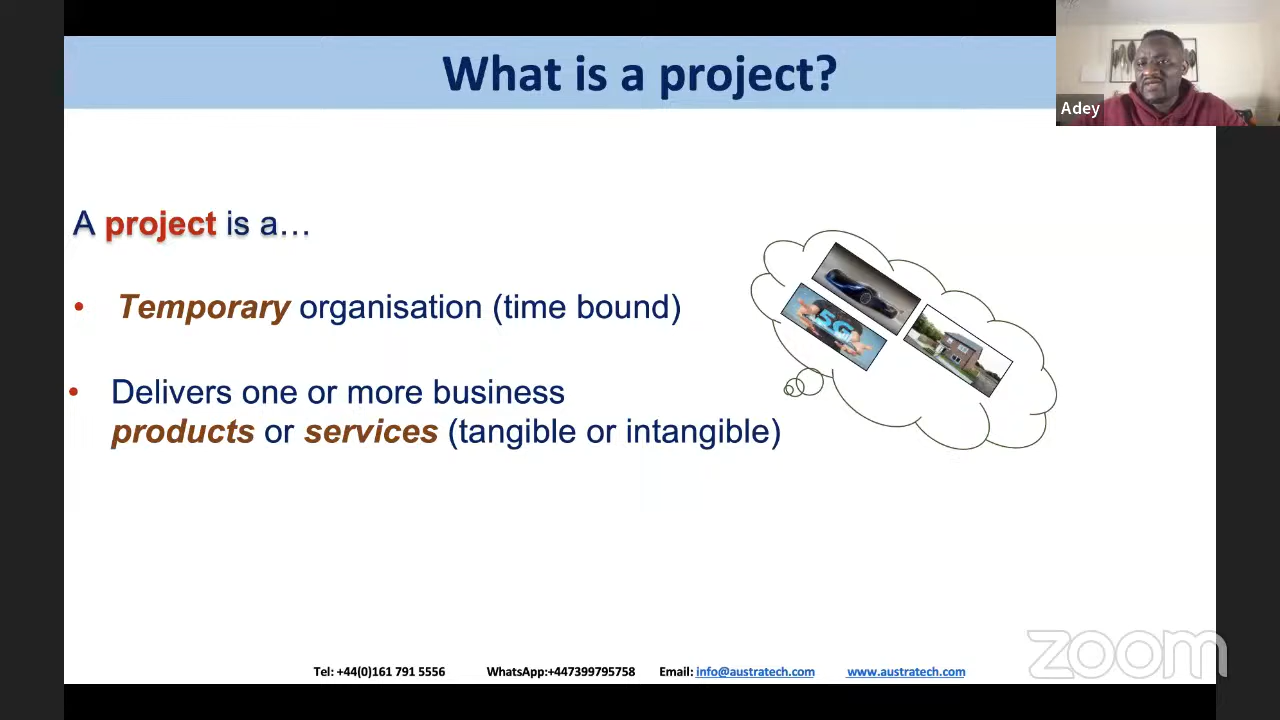 What is a project?
Adey
A project is a…
• Temporary organisation (time bound)
• Delivers one or more business
products or services (tangible or intangible)
5G
zoom
Tel: +44(0)161 791 5556 WhatsApp:+447399795758 Email: info@austratech.com www.austratech.com